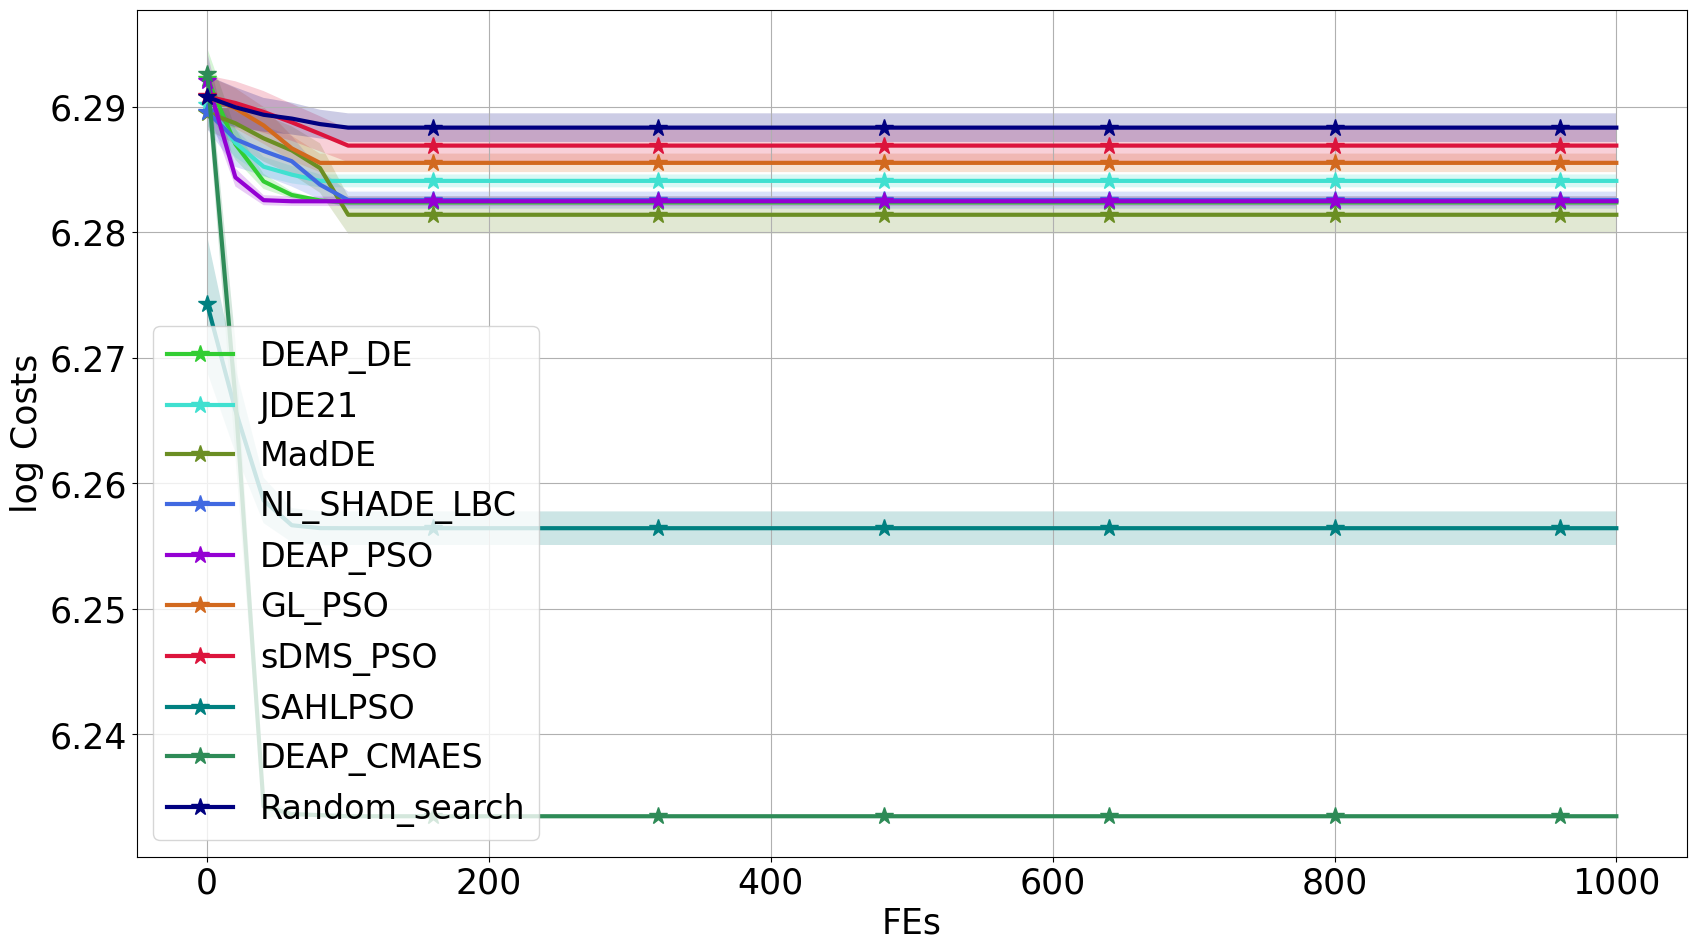 log Costs
6.29
6.28
6.27
6.26
6.25
6.24
DEAP_DE
JDE21
MadDE
NL_SHADE_LBC
DEAP_PSO
GL_PSO
sDMS_PSO
SAHLPSO
DEAP_CMAES
Random_search
0 200 400 600 800 1000
FEs